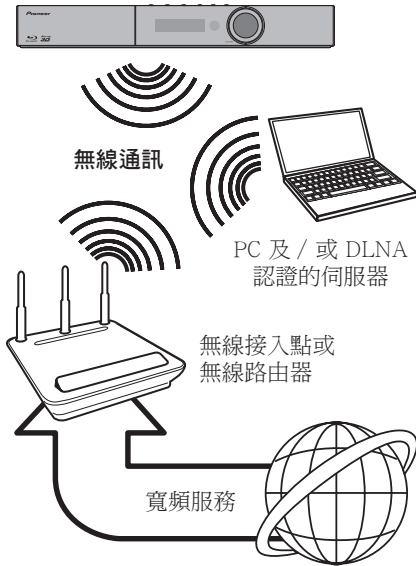 Pioneer
無線通訊
PC 及 / 或 DLNA
認證的伺服器
無線接入點或
無線路由器
寬頻服務